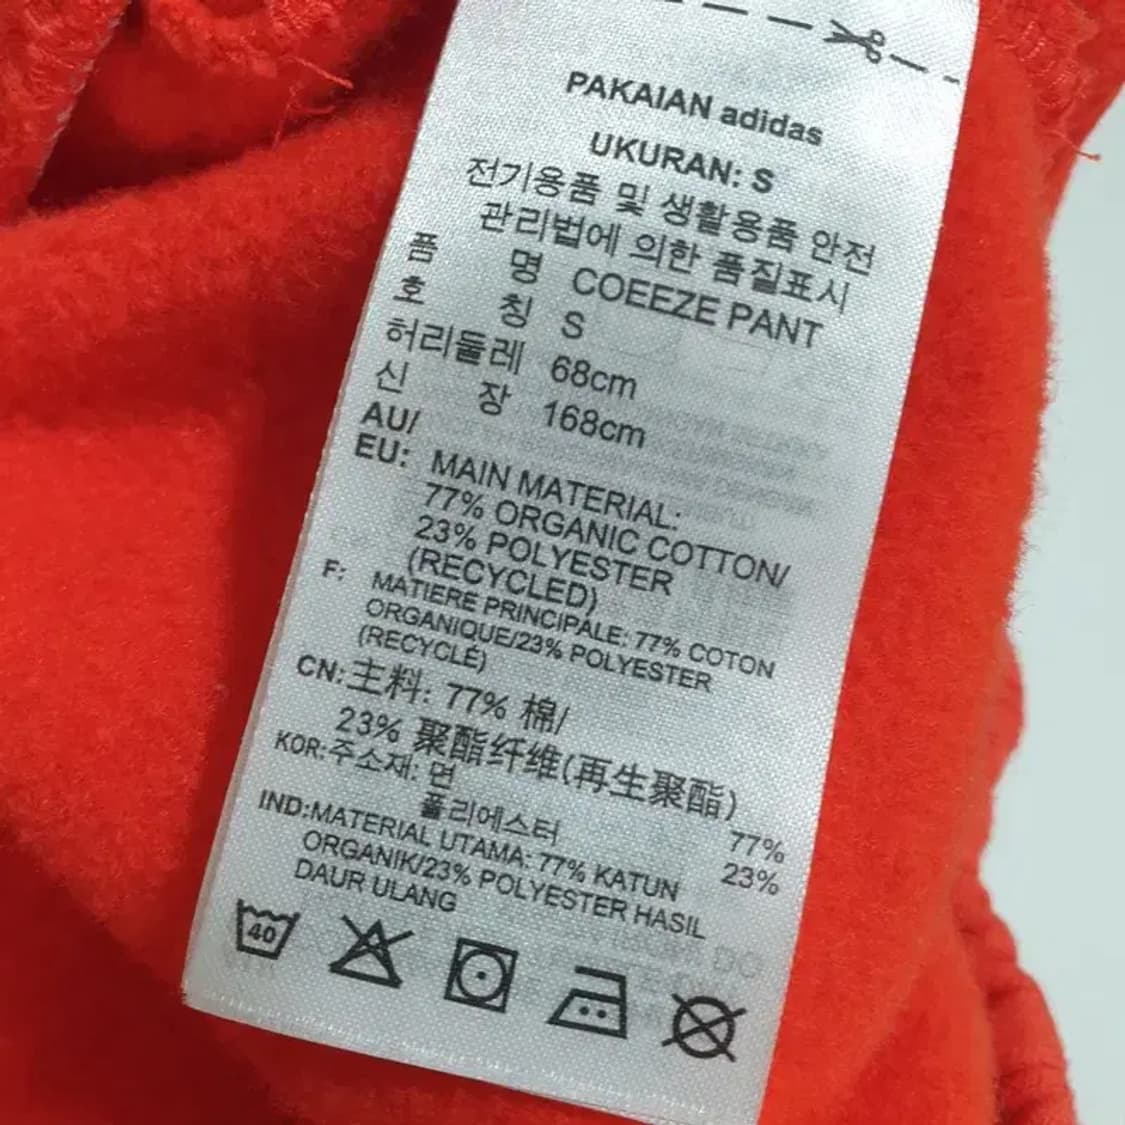 PAKAIAN adidas
UKURAN: S
전기용품 및 생활용품 안전
관리법에 의한 품질표시
품 명 COEEZE PANT
호 칭 S
허리둘레 68cm
신 장 168cm
AU/
EU: MAIN MATERIAL:
77% ORGANIC COTTON/
23% POLYESTER
(RECYCLED)
F: MATIERE PRINCIPALE: 77% COTON
ORGANIQUE/23% POLYESTER
(RECYCLÉ)
CN:主料: 77% 棉/
23% 聚酯纤维(再生聚酯)
KOR:주소재: 면 77%
폴리에스터 23%
IND:MATERIAL UTAMA: 77% KATUN
ORGANIK/23% POLYESTER HASIL
DAUR ULANG
40